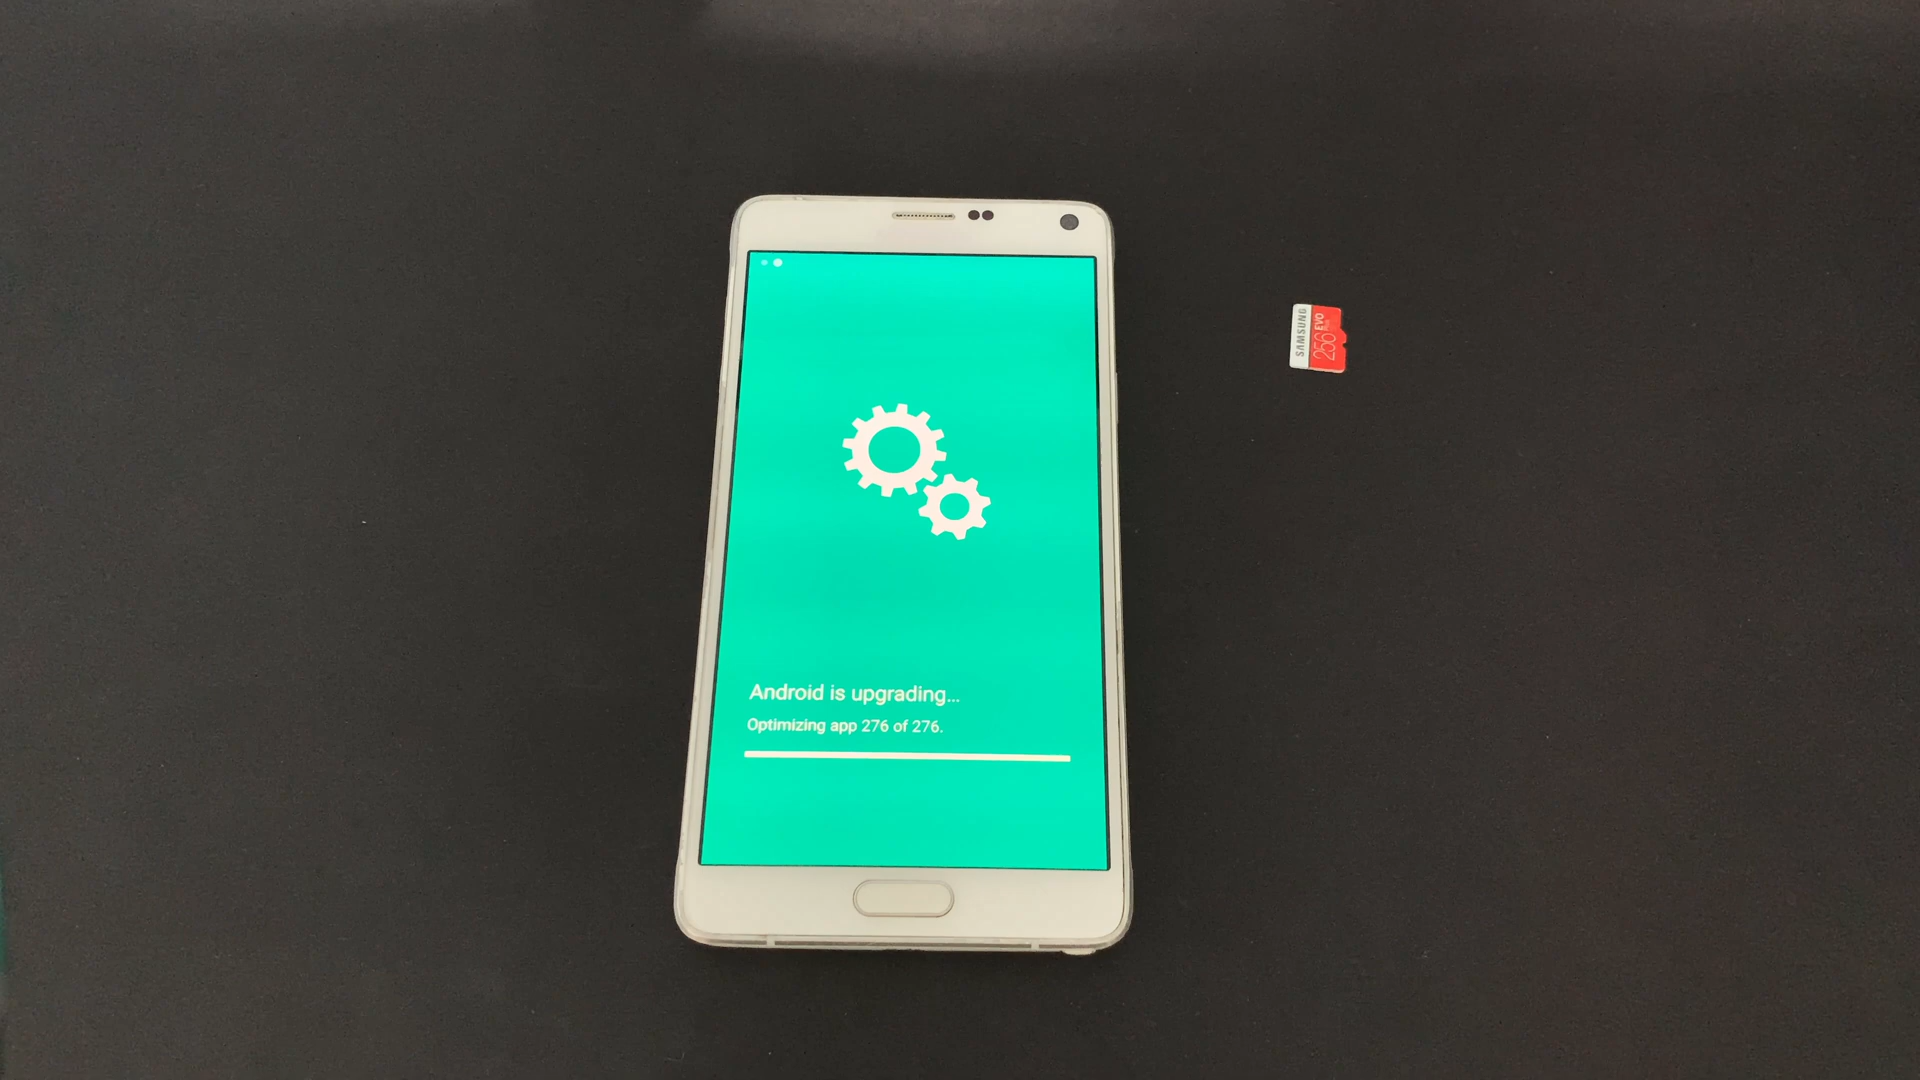 Android is upgrading...
Optimizing app 276 of 276.
SAMSUNG
256 EVO